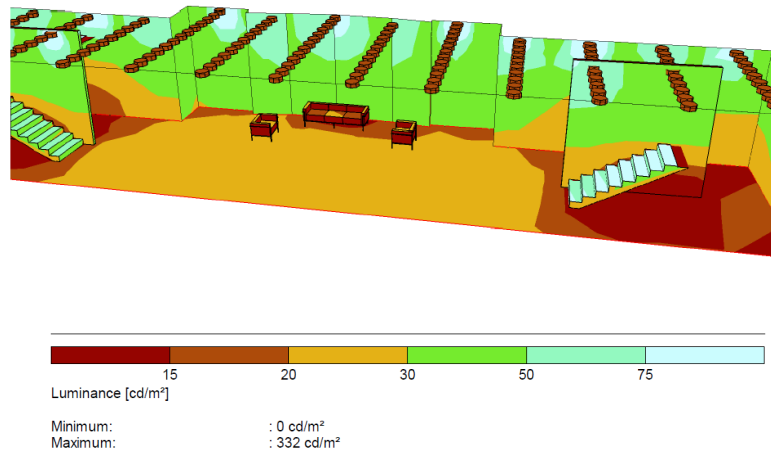 15 20 30 50 75
Luminance [cd/m²]
Minimum: : 0 cd/m²
Maximum: : 332 cd/m²